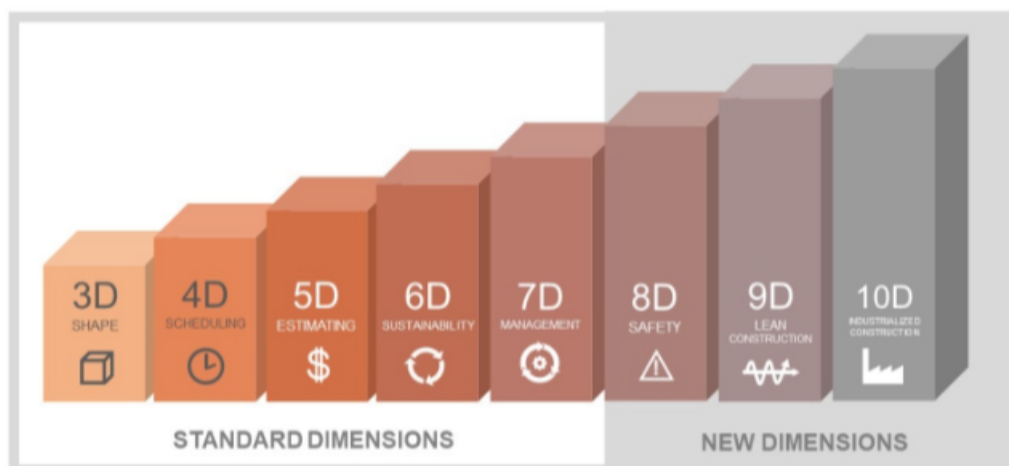 3D
SHAPE
4D
SCHEDULING
5D
ESTIMATING
$
6D
SUSTAINABILITY
7D
MANAGEMENT
8D
SAFETY
9D
LEAN
CONSTRUCTION
10D
INDUSTRIALIZED
CONSTRUCTION
STANDARD DIMENSIONS
NEW DIMENSIONS